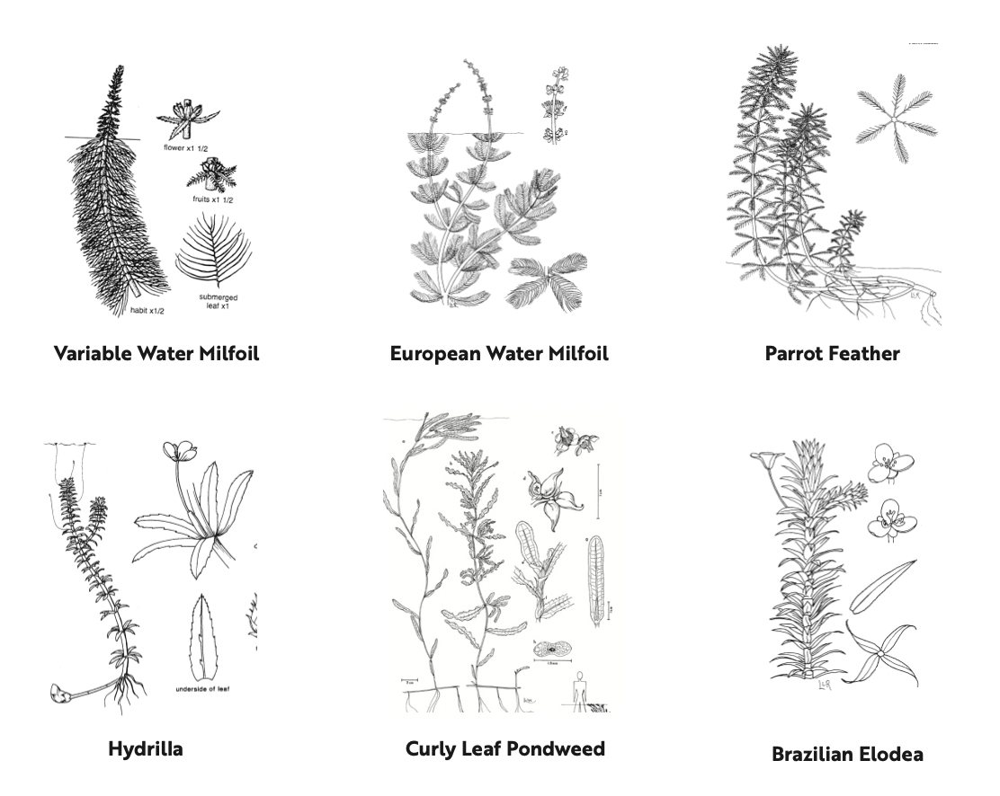 flower x1 1/2
fruits x1 1/2
submerged
leaf x1
habit x1/2
Variable Water Milfoil
European Water Milfoil
Parrot Feather
underside of leaf
Hydrilla
Curly Leaf Pondweed
Brazilian Elodea